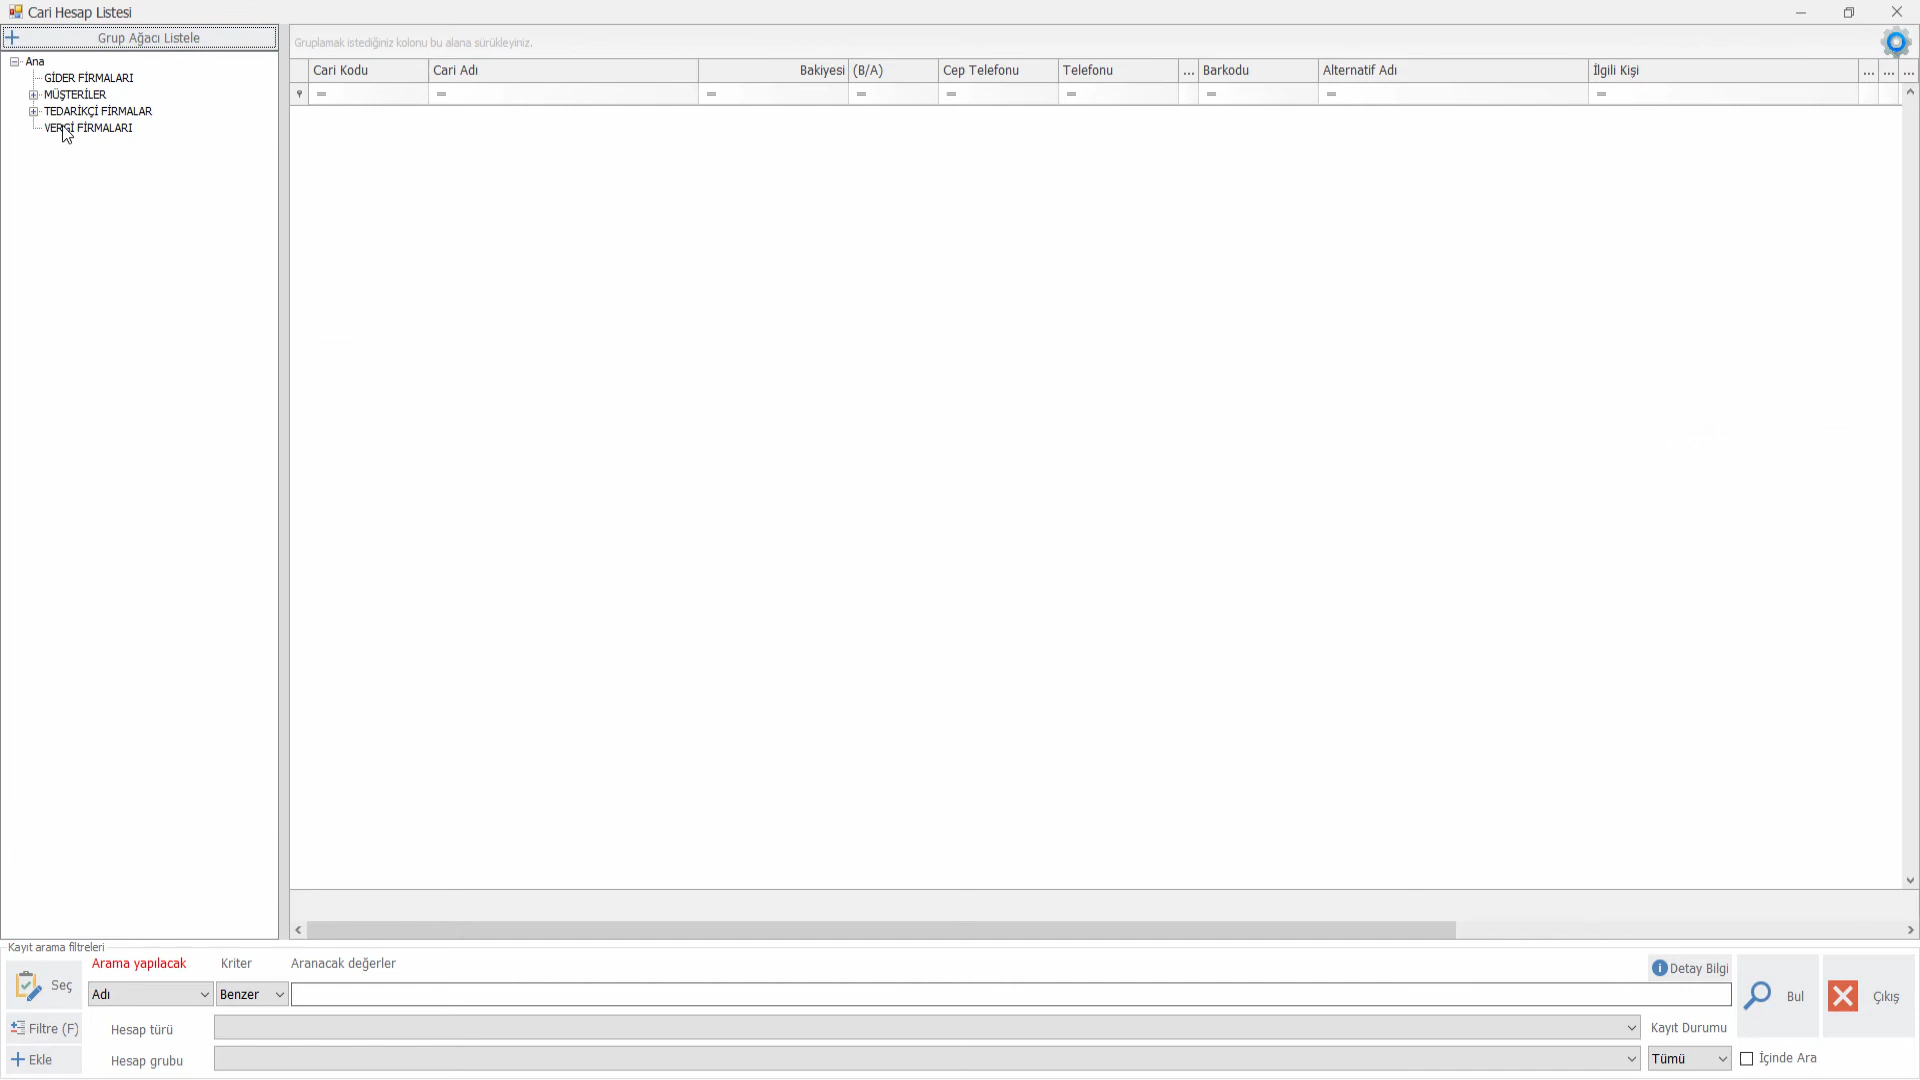 Cari Hesap Listesi
Grup Ağacı Listele
Gruplamak istediğiniz kolonu bu alana sürükleyiniz.
Ana
GİDER FİRMALARI
MÜŞTERİLER
TEDARİKÇİ FİRMALAR
VERGİ FİRMALARI
Cari Kodu Cari Adı Bakiyesi (B/A) Cep Telefonu Telefonu ... Barkodu Alternatif Adı İlgili Kişi ... ... ...
= = = = = = = = =
Kayıt arama filtreleri
Arama yapılacak Kriter Aranacak değerler
Seç
Adı Benzer
Detay Bilgi
Bul
Çıkış
Filtre (F) Hesap türü Kayıt Durumu
Ekle Hesap grubu Tümü İçinde Ara